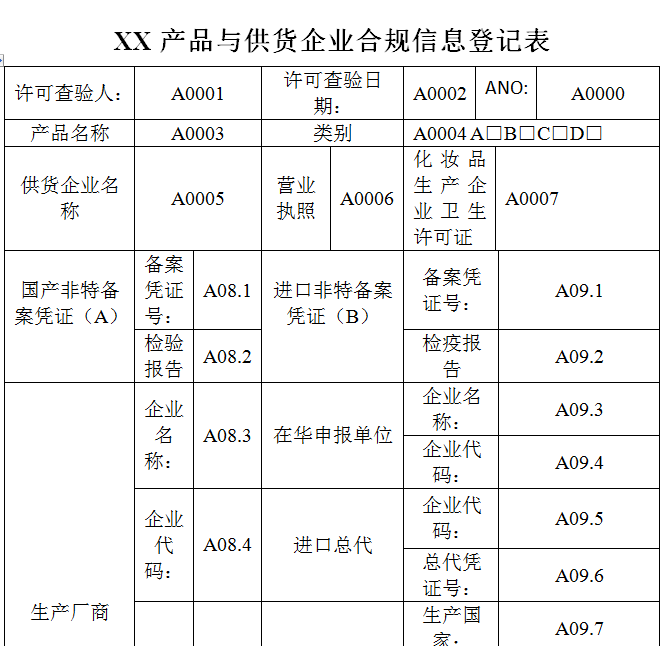 XX 产品与供货企业合规信息登记表
许可查验人： A0001 许可查验日期： A0002 ANO: A0000
产品名称 A0003 类别 A0004 A□B□C□D□
供货企业名称 A0005 营业执照 A0006 化妆品生产企业卫生许可证 A0007
国产非特备案凭证（A） 备案凭证号： A08.1 进口非特备案凭证（B） 备案凭证号： A09.1
检验报告 A08.2 检疫报告 A09.2
生产厂商 企业名称： A08.3 在华申报单位 企业名称： A09.3
企业代码： A09.4
企业代码： A08.4 进口总代 企业代码： A09.5
总代凭证号： A09.6
生产国家： A09.7